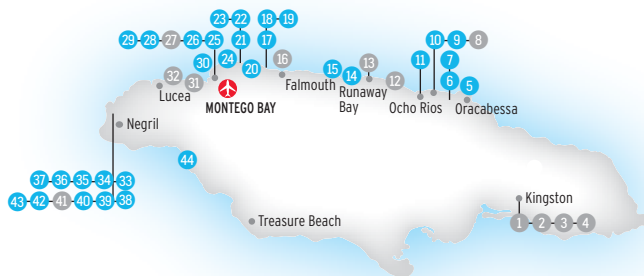 23 22 18 19
29 28 27 26 25 24 21 17 10 9 8
30 20 16 15 14 13 12 11 7
32 31 6 5
Lucea MONTEGO BAY Falmouth Runaway Bay Ocho Rios Oracabessa
Negril
44
37 36 35 34 33
43 42 41 40 39 38
Kingston
Treasure Beach
1 2 3 4